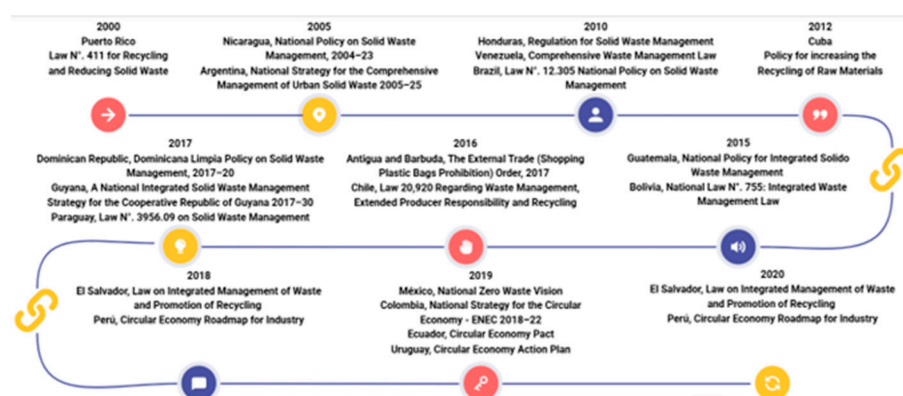 2000
Puerto Rico
Law N°. 411 for Recycling
and Reducing Solid Waste
2005
Nicaragua, National Policy on Solid Waste
Management, 2004–23
Argentina, National Strategy for the Comprehensive
Management of Urban Solid Waste 2005–25
2010
Honduras, Regulation for Solid Waste Management
Venezuela, Comprehensive Waste Management Law
Brazil, Law N°. 12.305 National Policy on Solid Waste
Management
2012
Cuba
Policy for increasing the
Recycling of Raw Materials
2017
Dominican Republic, Dominicana Limpia Policy on Solid Waste
Management, 2017–20
Guyana, A National Integrated Solid Waste Management
Strategy for the Cooperative Republic of Guyana 2017–30
Paraguay, Law N°. 3956.09 on Solid Waste Management
2016
Antigua and Barbuda, The External Trade (Shopping
Plastic Bags Prohibition) Order, 2017
Chile, Law 20,920 Regarding Waste Management,
Extended Producer Responsibility and Recycling
2015
Guatemala, National Policy for Integrated Solido
Waste Management
Bolivia, National Law N°. 755: Integrated Waste
Management Law
2018
El Salvador, Law on Integrated Management of Waste
and Promotion of Recycling
Perú, Circular Economy Roadmap for Industry
2019
México, National Zero Waste Vision
Colombia, National Strategy for the Circular
Economy - ENEC 2018–22
Ecuador, Circular Economy Pact
Uruguay, Circular Economy Action Plan
2020
El Salvador, Law on Integrated Management of Waste
and Promotion of Recycling
Perú, Circular Economy Roadmap for Industry